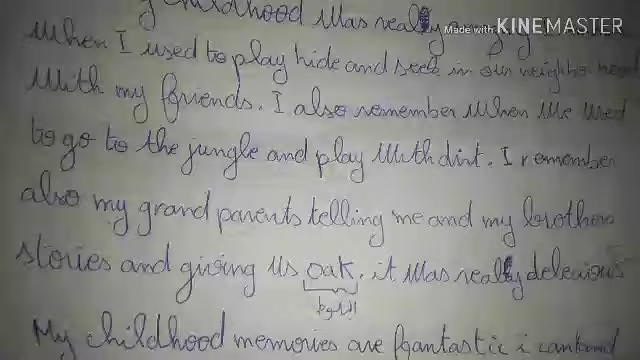 Made with KINEMASTER
childhood was really
When I used to play hide and seek in our neighborhood
With my friends. I also remember when we used
to go to the jungle and play with dirt. I remember
also my grand parents telling me and my brothers
stories and giving us oak. it was really deleaious
البلوط
My childhood memories are fantastic i